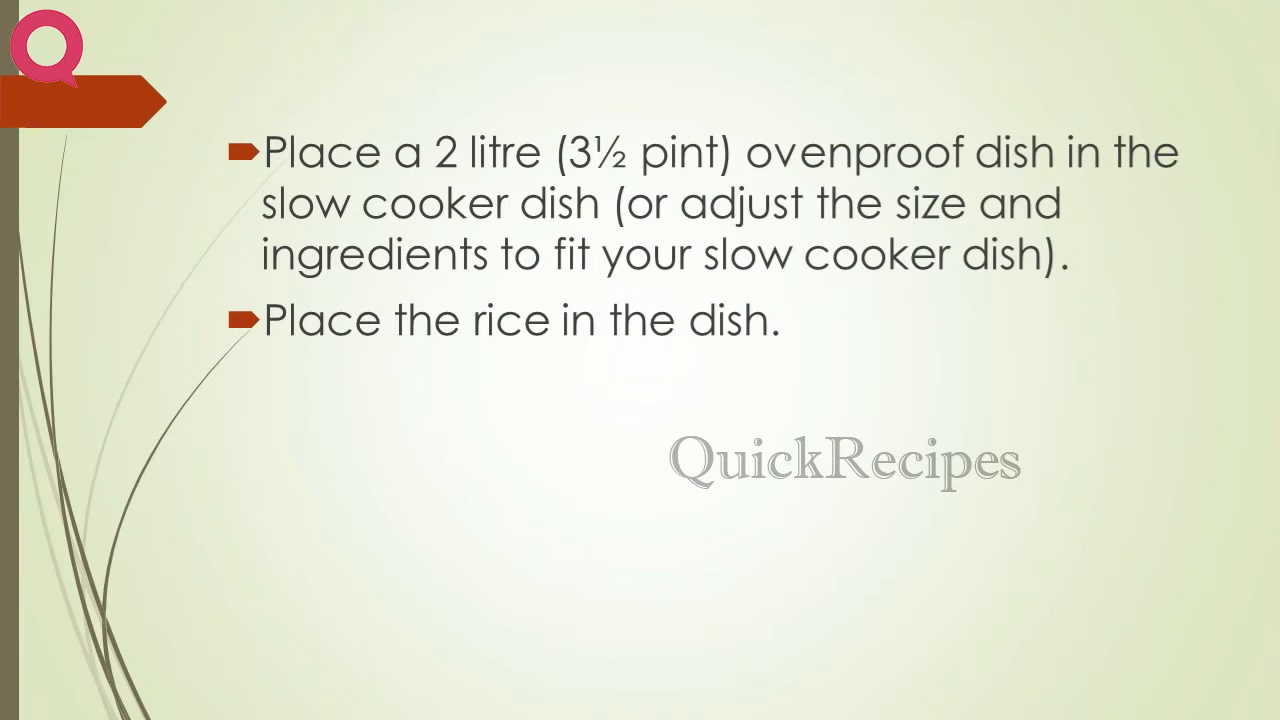 Place a 2 litre (3½ pint) ovenproof dish in the
slow cooker dish (or adjust the size and
ingredients to fit your slow cooker dish).
Place the rice in the dish.
QuickRecipes